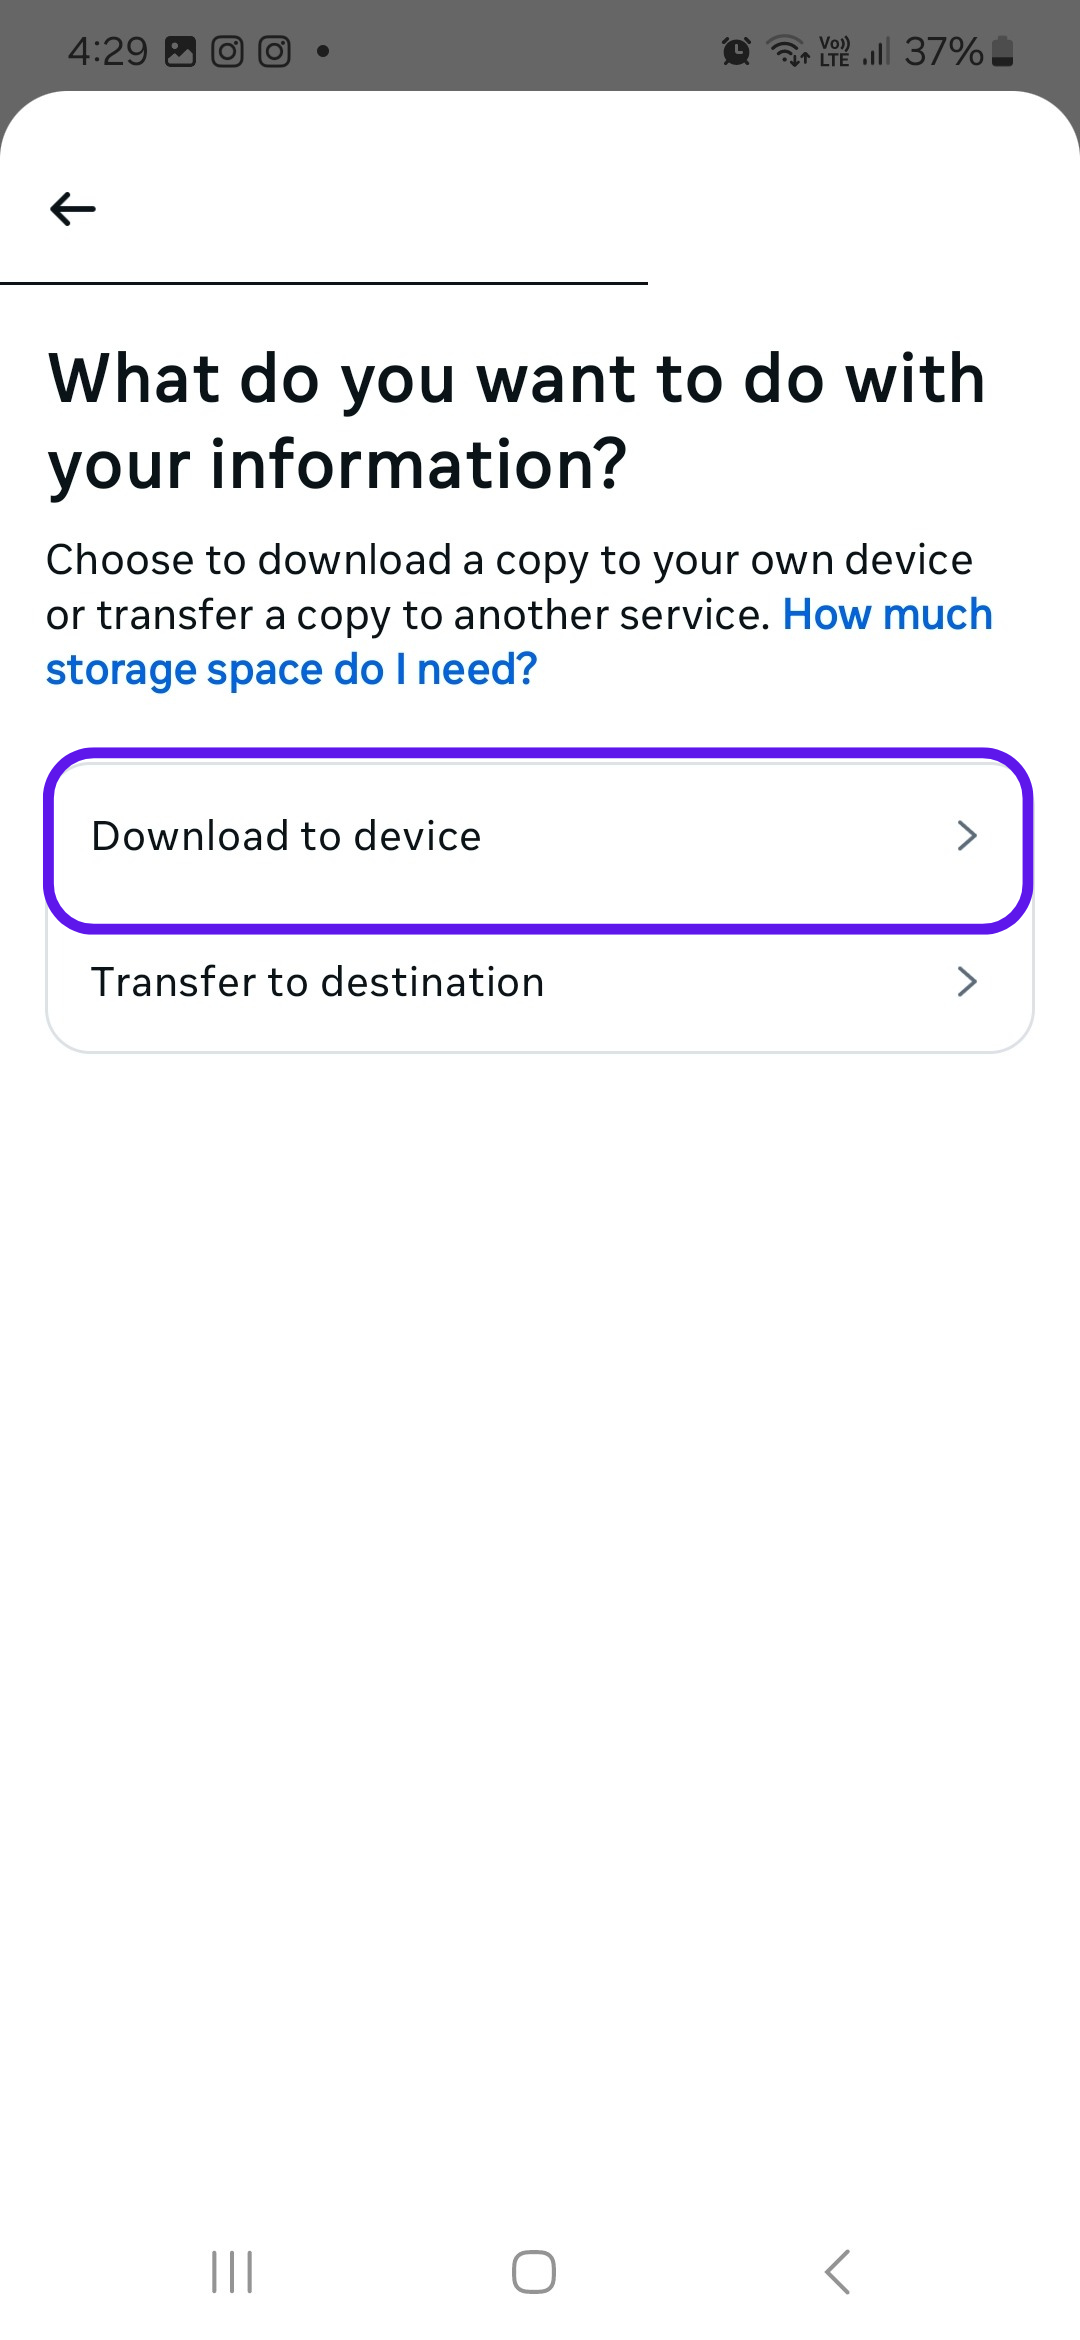 4:29
Vo))
LTE
37%
What do you want to do with
your information?
Choose to download a copy to your own device
or transfer a copy to another service. How much
storage space do I need?
Download to device
Transfer to destination